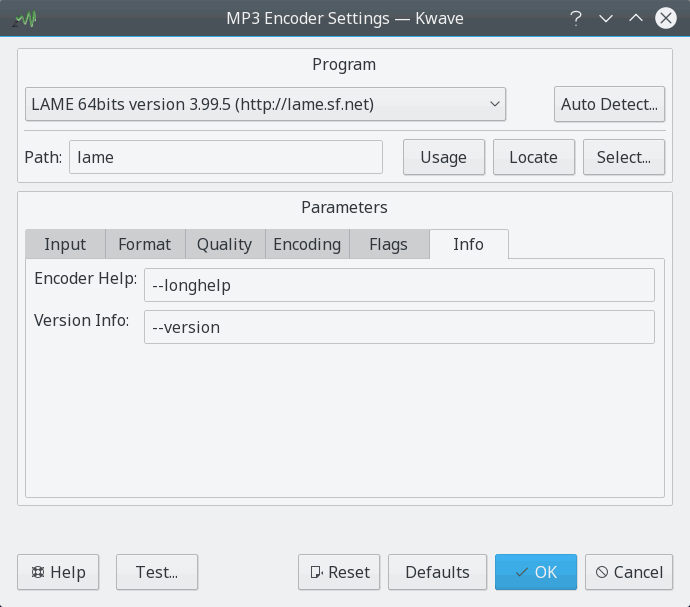 MP3 Encoder Settings — Kwave
Program
LAME 64bits version 3.99.5 (http://lame.sf.net)
Auto Detect...
Path: lame
Usage
Locate
Select...
Parameters
Input
Format
Quality
Encoding
Flags
Info
Encoder Help: --longhelp
Version Info: --version
Help
Test...
Reset
Defaults
OK
Cancel